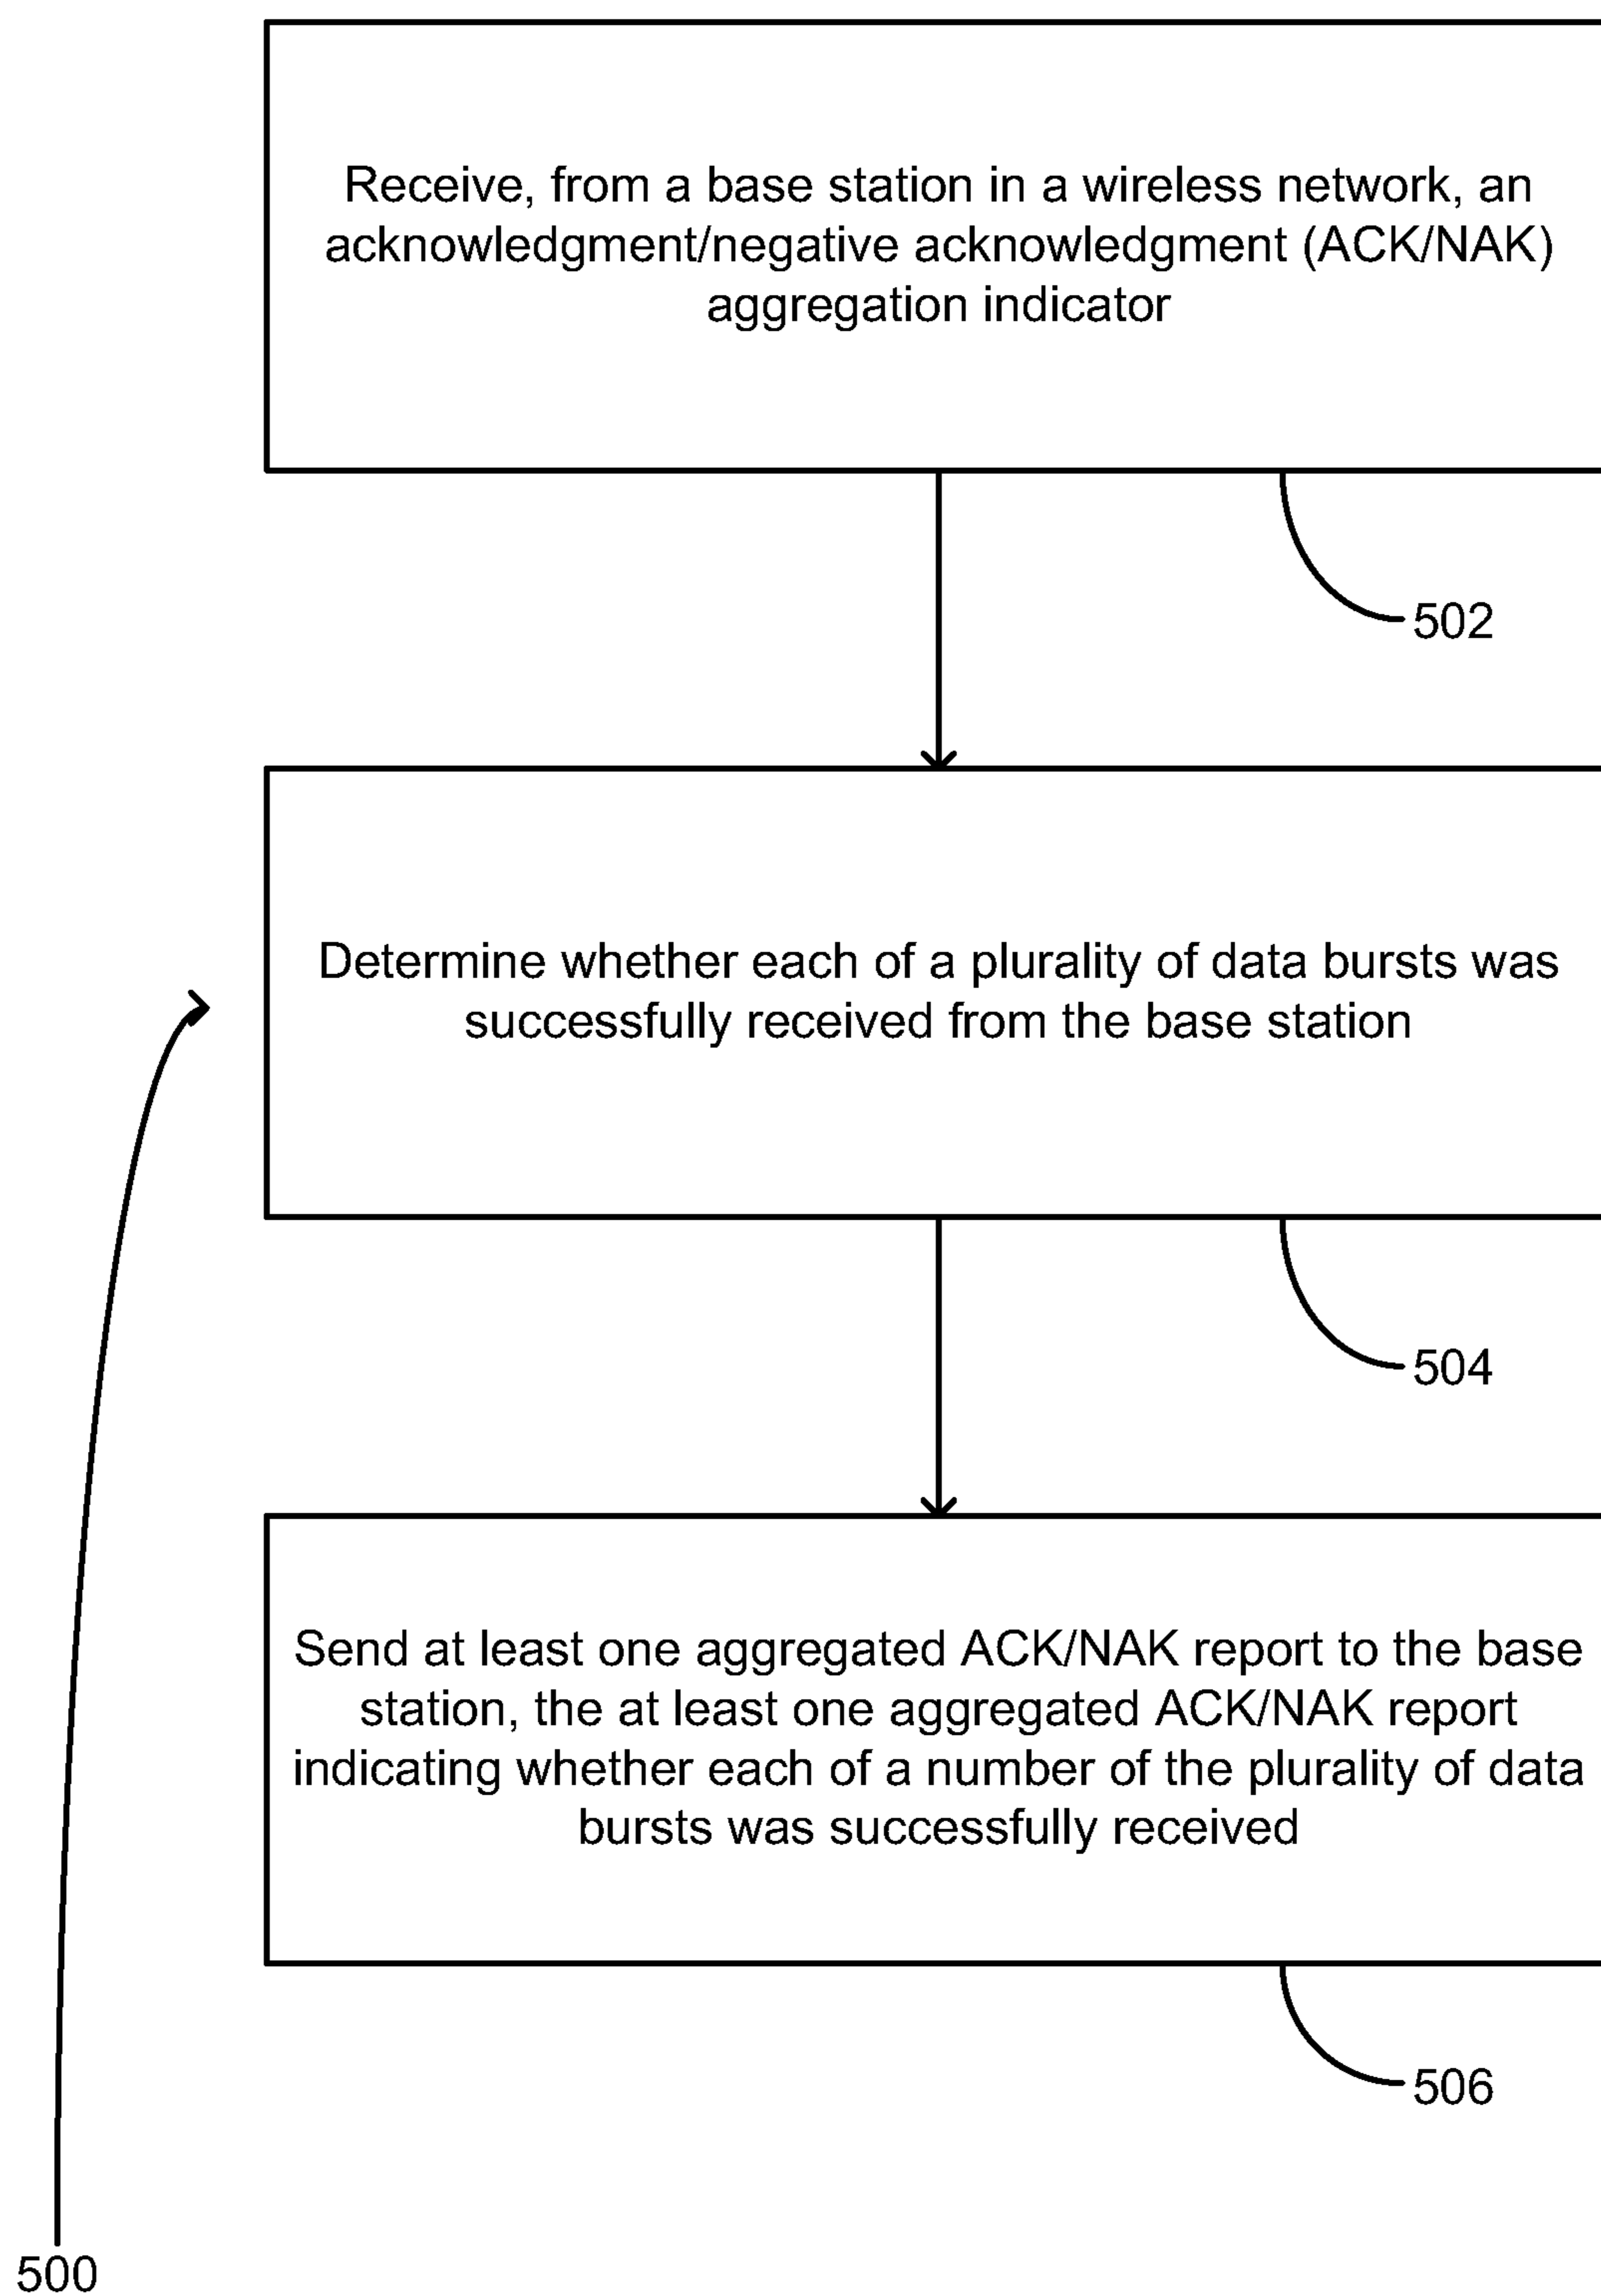 Receive, from a base station in a wireless network, an
acknowledgment/negative acknowledgment (ACK/NAK)
aggregation indicator
502
Determine whether each of a plurality of data bursts was
successfully received from the base station
504
Send at least one aggregated ACK/NAK report to the base
station, the at least one aggregated ACK/NAK report
indicating whether each of a number of the plurality of data
bursts was successfully received
506
500